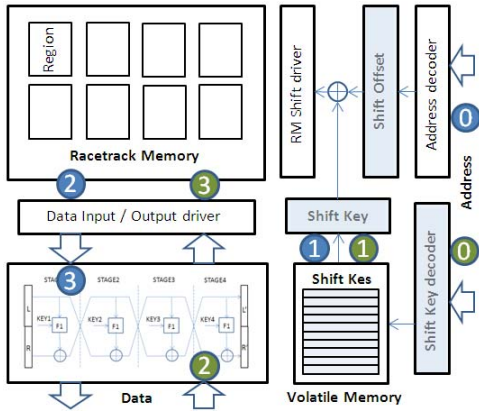 Region
Racetrack Memory
2
3
Data Input / Output driver
3
STAGE
STAGE2
STAGE3
STAGE4
L
R
KEY1
F1
KEY2
F1
KEY3
F1
KEY4
F1
L'
R'
2
Data
RM Shift driver
Shift Offset
Address decoder
0
Address
Shift Key
1
1
0
Shift Key decoder
Shift Kes
Volatile Memory